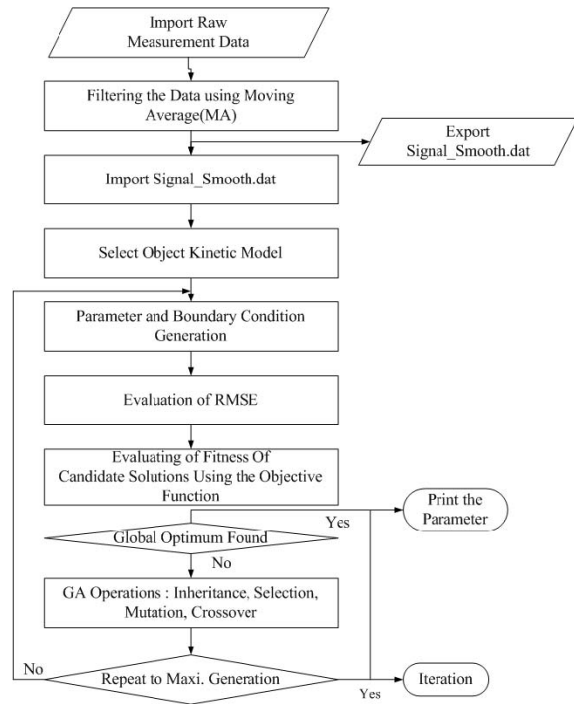 Import Raw
Measurement Data
Filtering the Data using Moving
Average(MA)
Export
Signal_Smooth.dat
Import Signal_Smooth.dat
Select Object Kinetic Model
Parameter and Boundary Condition
Generation
Evaluation of RMSE
Evaluating of Fitness Of
Candidate Solutions Using the Objective
Function
Print the
Parameter
Yes
Global Optimum Found
No
GA Operations : Inheritance, Selection,
Mutation, Crossover
No
Repeat to Maxi. Generation
Yes
Iteration